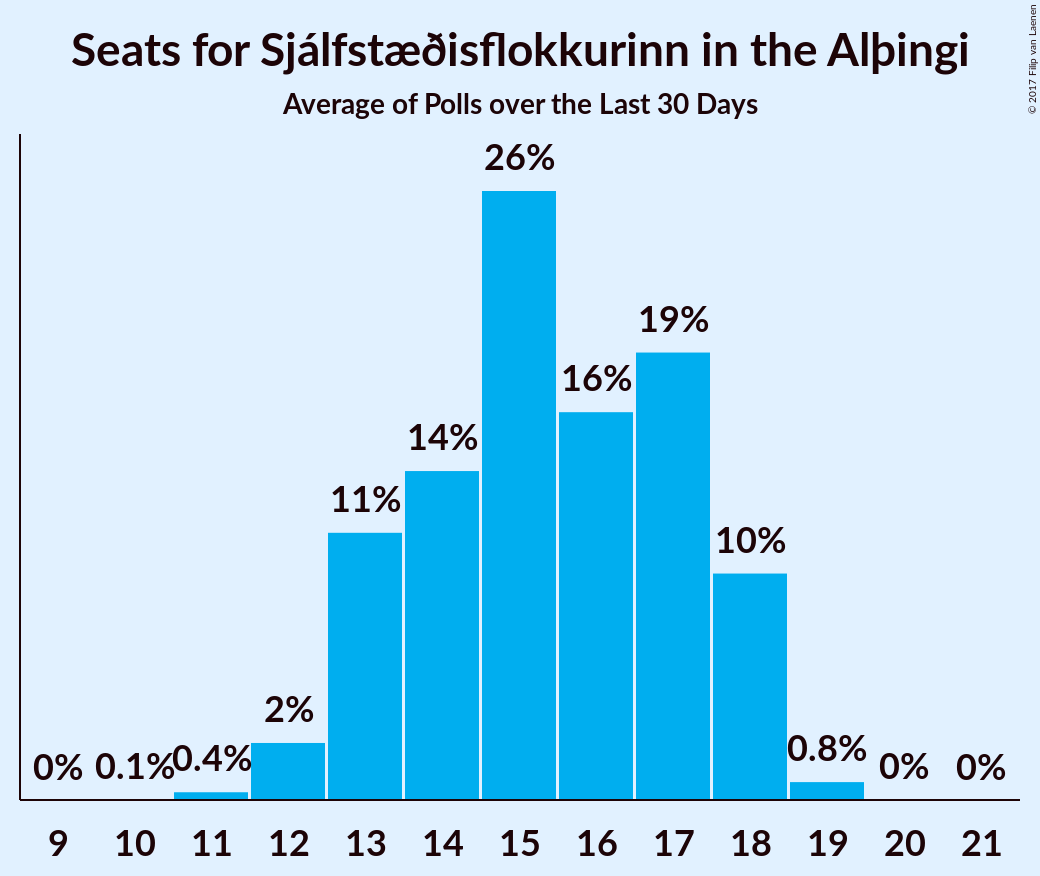 Seats for Sjálfstæðisflokkurinn in the Alþingi
Average of Polls over the Last 30 Days
© 2017 Filip van Laenen
26%
19%
16%
14%
11%
10%
2%
0% 0.1% 0.4% 0.8% 0% 0%
9 10 11 12 13 14 15 16 17 18 19 20 21